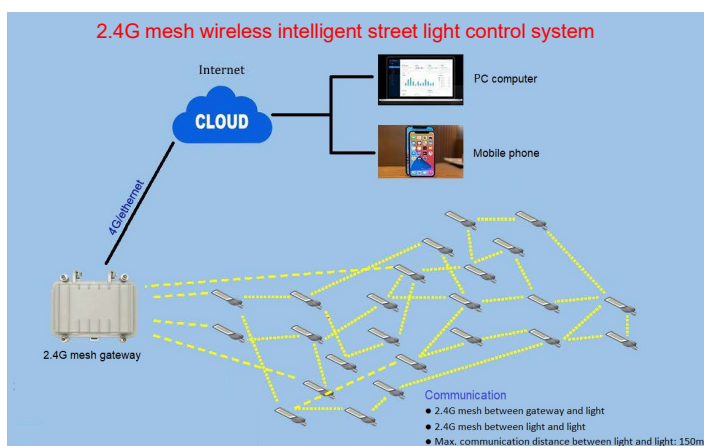 2.4G mesh wireless intelligent street light control system
Internet
CLOUD
PC computer
Mobile phone
4G/ethernet
2.4G mesh gateway
Communication
● 2.4G mesh between gateway and light
● 2.4G mesh between light and light
● Max. communication distance between light and light: 150m